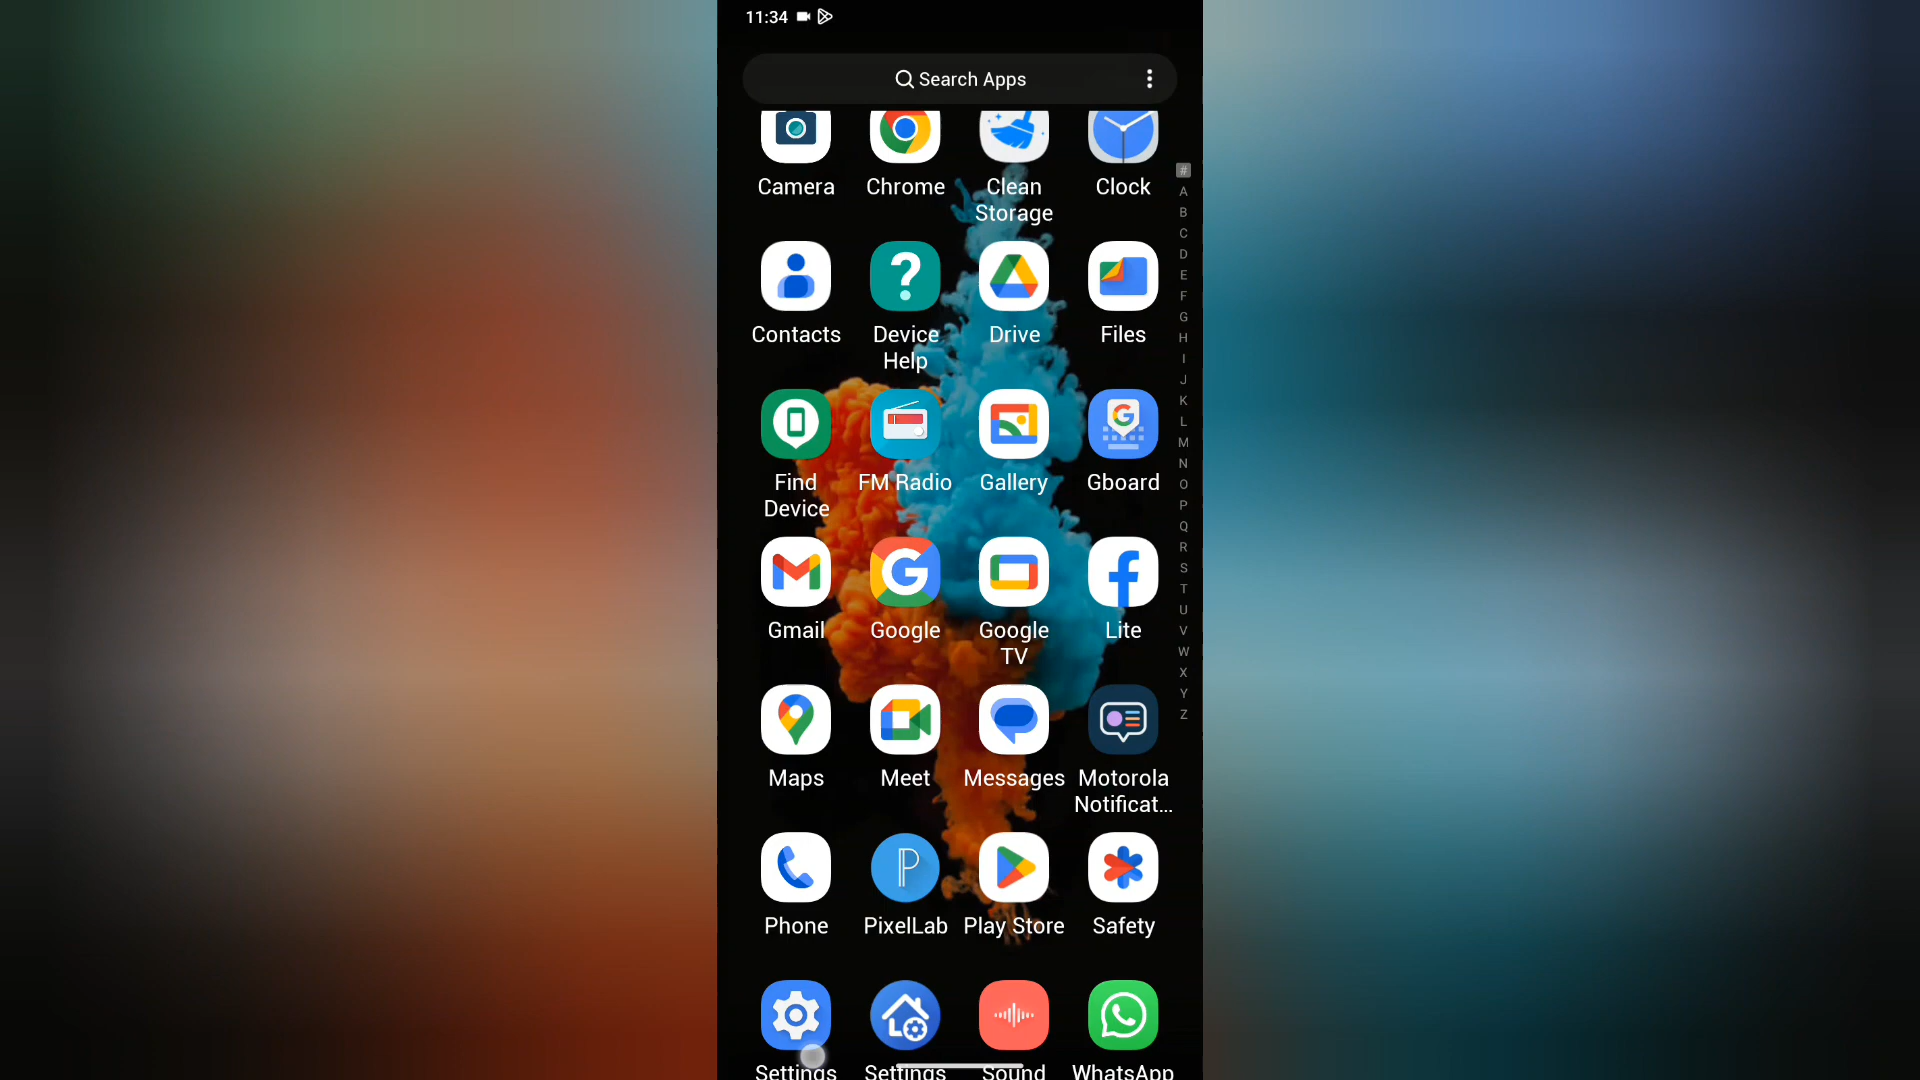 11:34
Search Apps
Camera Chrome Clean Storage Clock
Contacts Device Help Drive Files
Find Device FM Radio Gallery Gboard
Gmail Google Google TV Lite
Maps Meet Messages Motorola Notificat...
Phone PixelLab Play Store Safety
Settings Settings Sound WhatsApp
#
A
B
C
D
E
F
G
H
I
J
K
L
M
N
O
P
Q
R
S
T
U
V
W
X
Y
Z